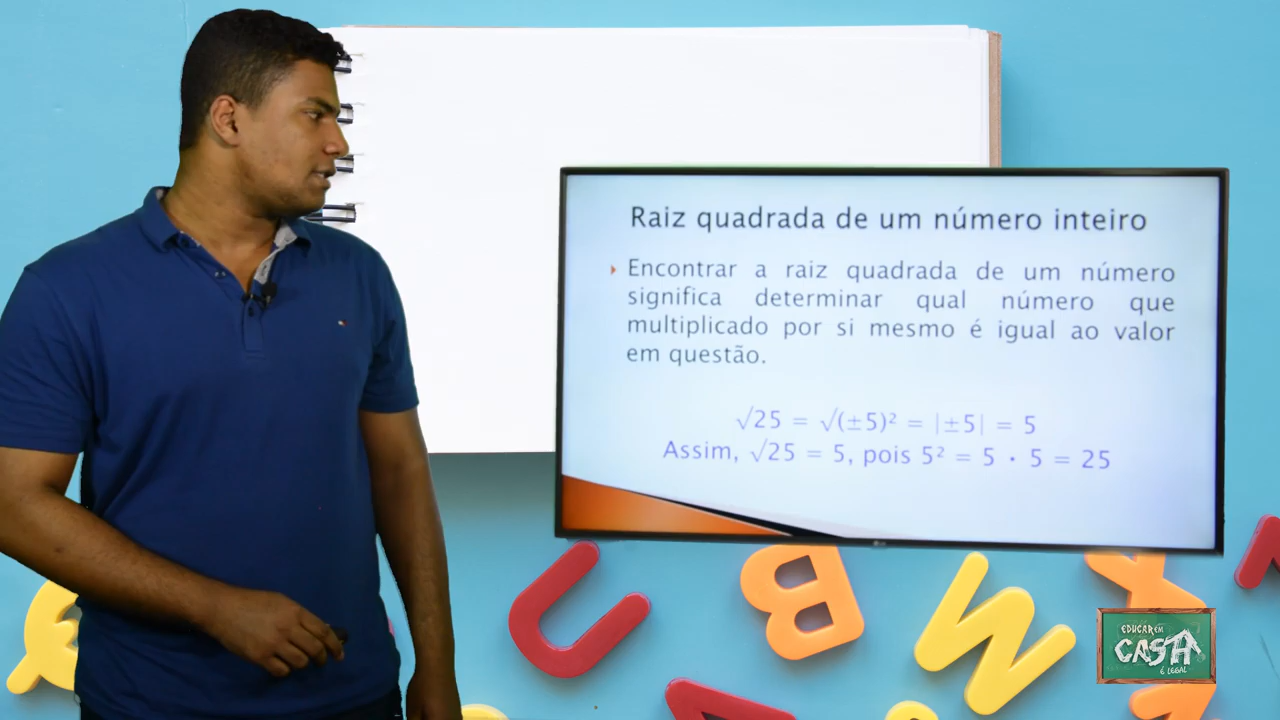 Raiz quadrada de um número inteiro
Encontrar a raiz quadrada de um número
significa determinar qual número que
multiplicado por si mesmo é igual ao valor
em questão.
√25 = √(±5)² = |±5| = 5
Assim, √25 = 5, pois 5² = 5 · 5 = 25
U
B
W
EDUCAR EM
CASA
É LEGAL